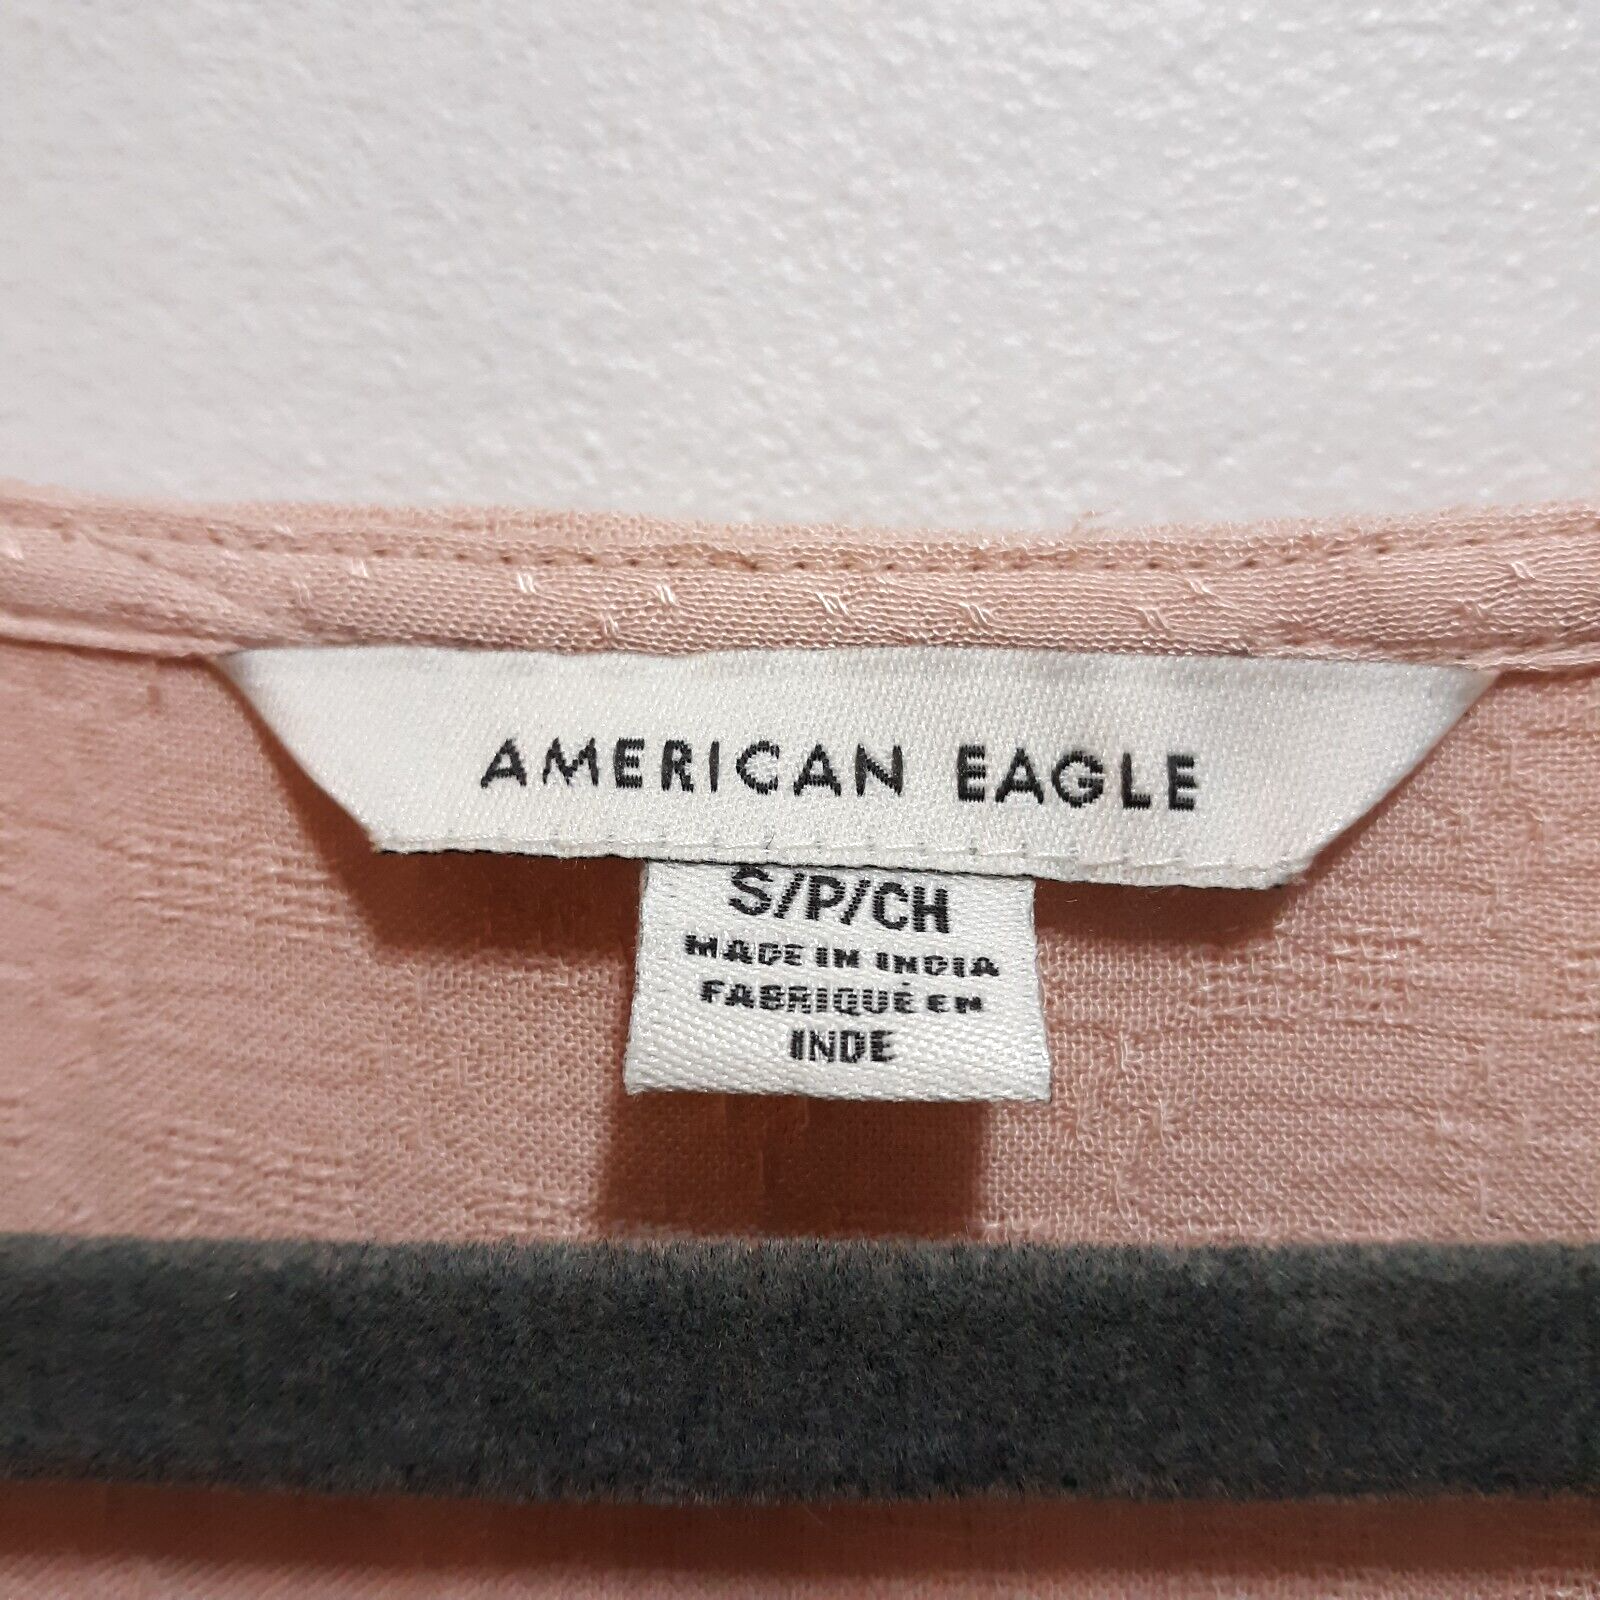 AMERICAN EAGLE
S/P/CH
MADE IN INDIA
FABRIQUÉ EN
INDE